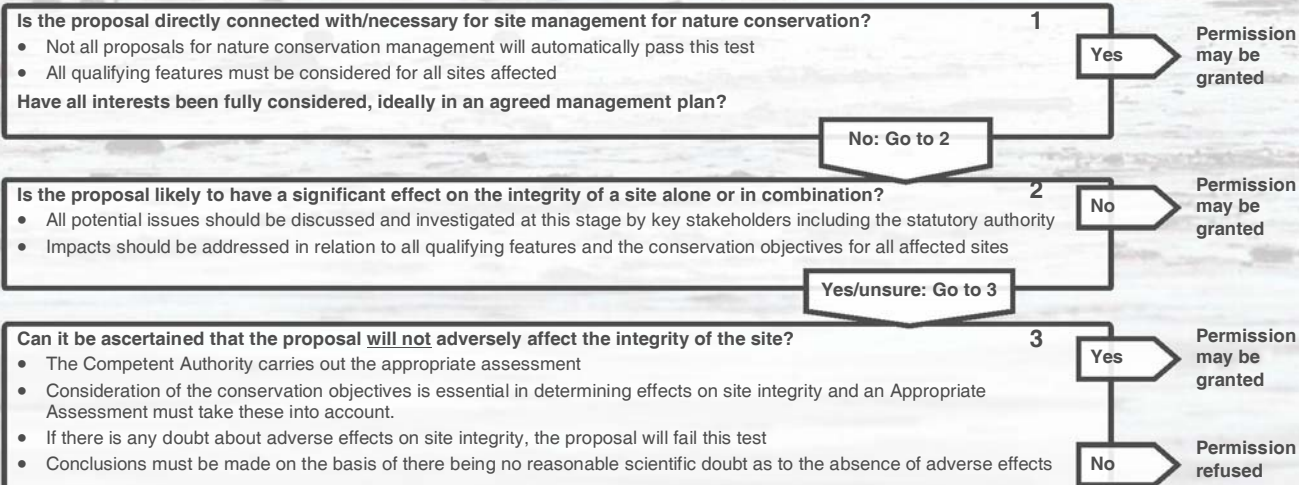 Is the proposal directly connected with/necessary for site management for nature conservation?
1
• Not all proposals for nature conservation management will automatically pass this test
• All qualifying features must be considered for all sites affected
Have all interests been fully considered, ideally in an agreed management plan?
Yes
Permission
may be
granted
No: Go to 2
Is the proposal likely to have a significant effect on the integrity of a site alone or in combination?
2
• All potential issues should be discussed and investigated at this stage by key stakeholders including the statutory authority
• Impacts should be addressed in relation to all qualifying features and the conservation objectives for all affected sites
No
Permission
may be
granted
Yes/unsure: Go to 3
Can it be ascertained that the proposal will not adversely affect the integrity of the site?
3
• The Competent Authority carries out the appropriate assessment
• Consideration of the conservation objectives is essential in determining effects on site integrity and an Appropriate
Assessment must take these into account.
• If there is any doubt about adverse effects on site integrity, the proposal will fail this test
• Conclusions must be made on the basis of there being no reasonable scientific doubt as to the absence of adverse effects
Yes
Permission
may be
granted
No
Permission
refused